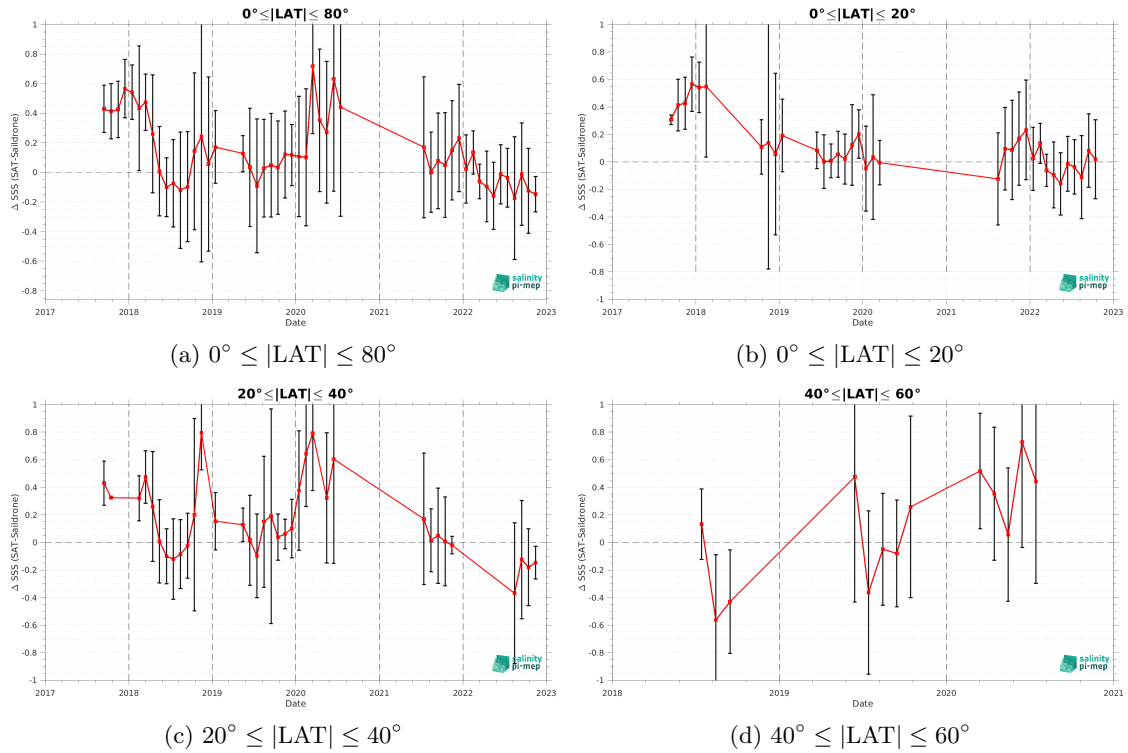 0°≤|LAT|≤ 80°
1
0.8
0.6
0.4
0.2
0
-0.2
-0.4
-0.6
-0.8
Δ SSS (SAT-Saildrone)
salinity
pi-mep
2017 2018 2019 2020 2021 2022 2023
Date
(a) 0° ≤ |LAT| ≤ 80°
0°≤|LAT|≤ 20°
1
0.8
0.6
0.4
0.2
0
-0.2
-0.4
-0.6
-0.8
-1
Δ SSS (SAT-Saildrone)
salinity
pi-mep
2017 2018 2019 2020 2021 2022 2023
Date
(b) 0° ≤ |LAT| ≤ 20°
20°≤|LAT|≤ 40°
1
0.8
0.6
0.4
0.2
0
-0.2
-0.4
-0.6
-0.8
-1
Δ SSS (SAT-Saildrone)
salinity
pi-mep
2017 2018 2019 2020 2021 2022 2023
Date
(c) 20° ≤ |LAT| ≤ 40°
40°≤|LAT|≤ 60°
1
0.8
0.6
0.4
0.2
0
-0.2
-0.4
-0.6
-0.8
-1
Δ SSS (SAT-Saildrone)
salinity
pi-mep
2018 2019 2020 2021
Date
(d) 40° ≤ |LAT| ≤ 60°